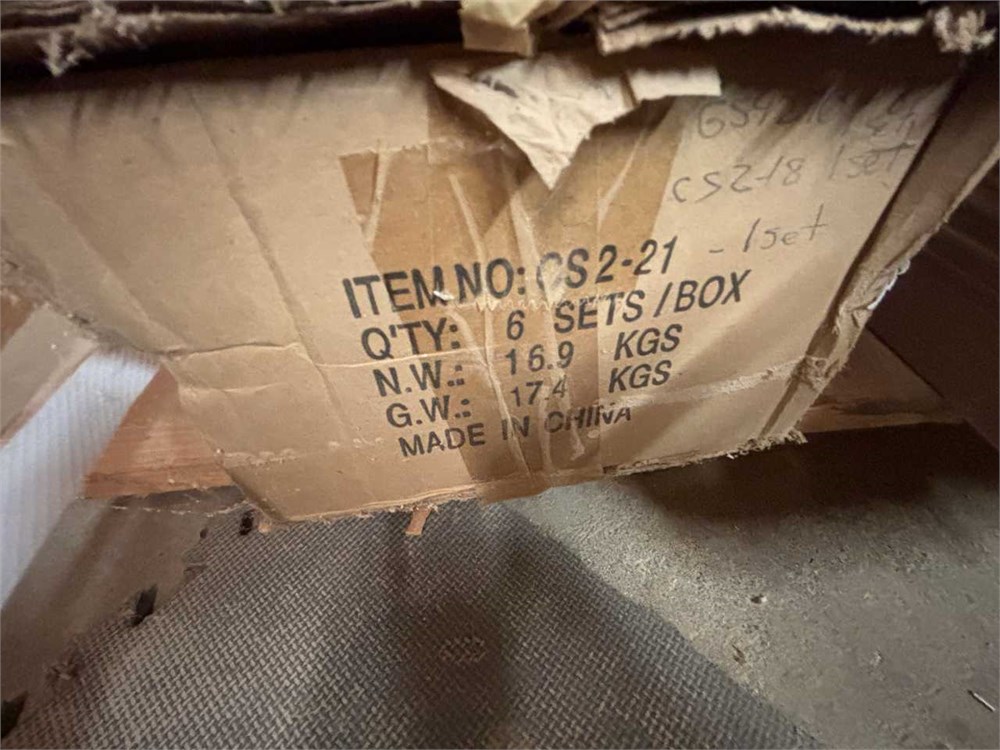 CS2-18 1set
ITEM NO: CS2-21 - 1set
Q'TY: 6 SETS / BOX
N.W.: 16.9 KGS
G.W.: 17.4 KGS
MADE IN CHINA